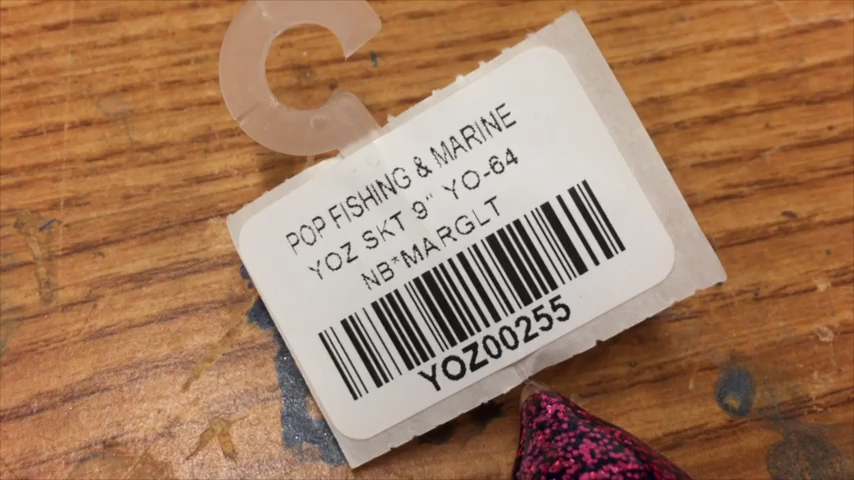 POP FISHING & MARINE
YOZ SKT 9" YO-64
NB*MARGLT
YOZ00255